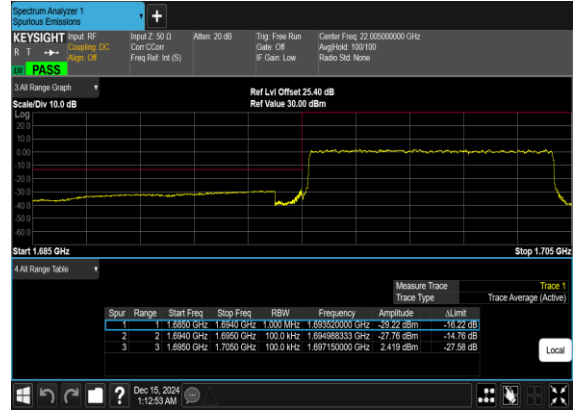 Spectrum Analyzer 1
Spurious Emissions
KEYSIGHT Input: RF Input Z: 50 Ω Atten: 20 dB Trig: Free Run Center Freq: 22.005000000 GHz
R T Coupling: DC Corr CCorr Gate: Off Avg|Hold: 100/100
Align: Off Freq Ref: Int (S) IF Gain: Low Radio Std: None
LM PASS
3 All Range Graph
Ref Lvl Offset 25.40 dB
Scale/Div 10.0 dB Ref Value 30.00 dBm
Log
20.0
10.0
0.00
-10.0
-20.0
-30.0
-40.0
-50.0
-60.0
Start 1.685 GHz Stop 1.705 GHz
4 All Range Table
Measure Trace Trace 1
Trace Type Trace Average (Active)
Spur Range Start Freq Stop Freq RBW Frequency Amplitude ΔLimit
1 1 1.6850 GHz 1.6940 GHz 1.000 MHz 1.693520000 GHz -29.22 dBm -16.22 dB
2 2 1.6940 GHz 1.6950 GHz 100.0 kHz 1.694988333 GHz -27.76 dBm -14.76 dB
3 3 1.6950 GHz 1.7050 GHz 100.0 kHz 1.697150000 GHz 2.419 dBm -27.58 dB
Local
? Dec 15, 2024
1:12:53 AM